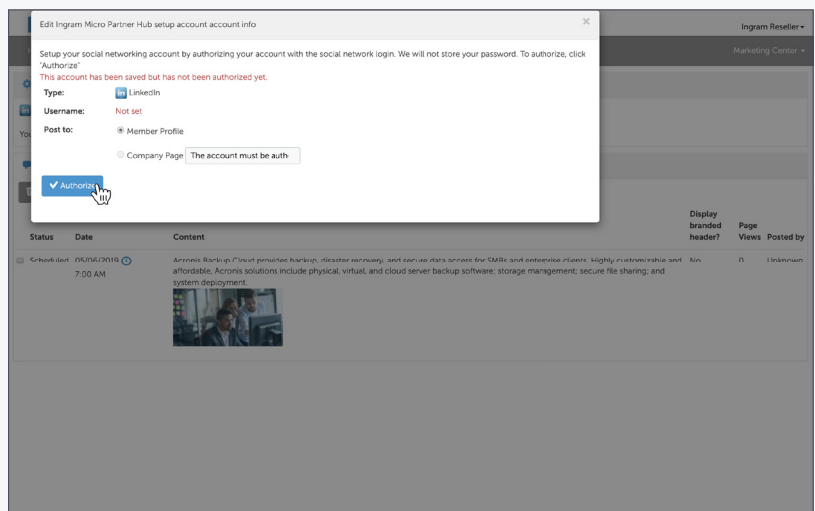 Edit Ingram Micro Partner Hub setup account account info
×
Ingram Reseller
Marketing Center
Setup your social networking account by authorizing your account with the social network login. We will not store your password. To authorize, click
"Authorize"
This account has been saved but has not been authorized yet.
Type: in LinkedIn
Username: Not set
Post to: Member Profile
Company Page The account must be auth
Authorize
Status Date Content Display branded header? Page Views Posted by
Scheduled 05/06/2019 Acronis Backup Cloud provides backup, disaster recovery, and secure data access for SMBs and enterprise clients. Highly customizable and No 0 Unknown
7:00 AM affordable, Acronis solutions include physical, virtual, and cloud server backup software; storage management; secure file sharing; and
system deployment.